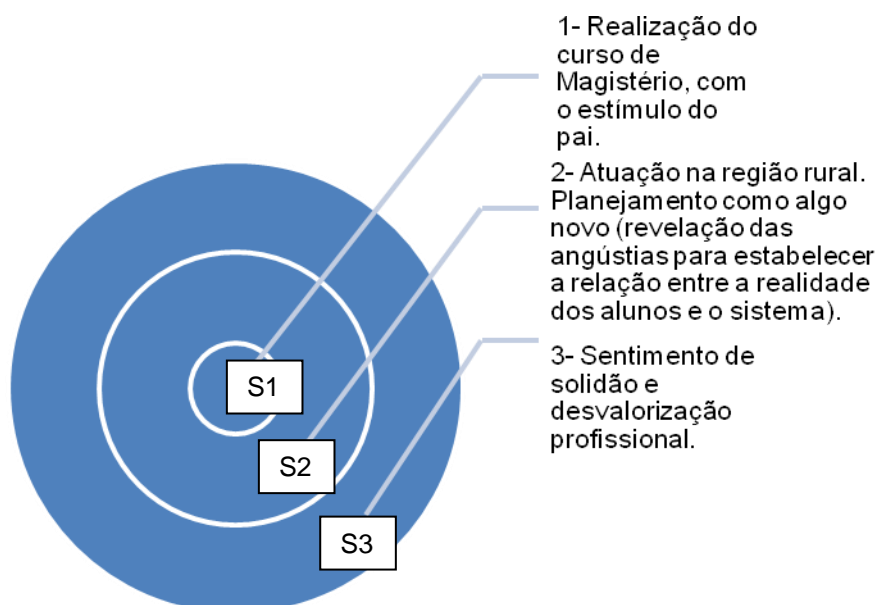 1- Realização do
curso de
Magistério, com
o estímulo do
pai.
2- Atuação na região rural.
Planejamento como algo
novo (revelação das
angústias para estabelecer
a relação entre a realidade
dos alunos e o sistema).
3- Sentimento de
solidão e
desvalorização
profissional.
S1
S2
S3